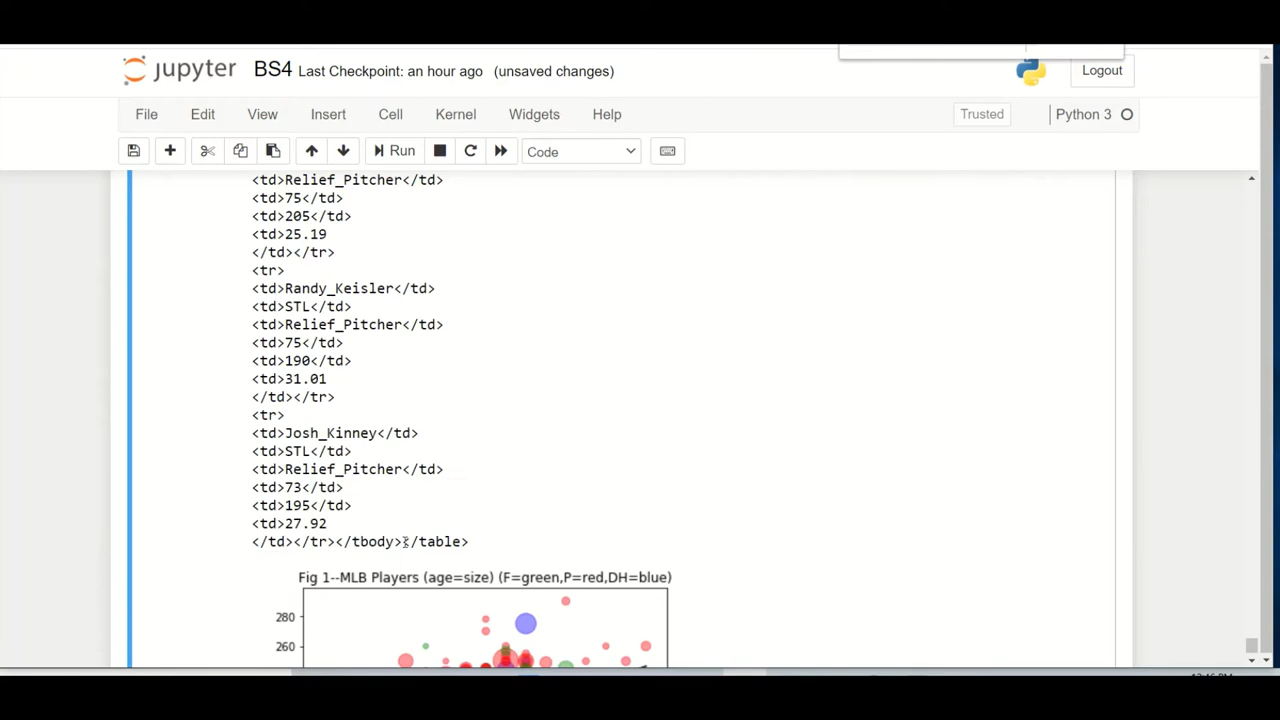 jupyter BS4 Last Checkpoint: an hour ago (unsaved changes) Logout
File Edit View Insert Cell Kernel Widgets Help Trusted Python 3
Run Code
<td>Relief_Pitcher</td>
<td>75</td>
<td>205</td>
<td>25.19
</td></tr>
<tr>
<td>Randy_Keisler</td>
<td>STL</td>
<td>Relief_Pitcher</td>
<td>75</td>
<td>190</td>
<td>31.01
</td></tr>
<tr>
<td>Josh_Kinney</td>
<td>STL</td>
<td>Relief_Pitcher</td>
<td>73</td>
<td>195</td>
<td>27.92
</td></tr></tbody></table>
Fig 1--MLB Players (age=size) (F=green,P=red,DH=blue)
280
260